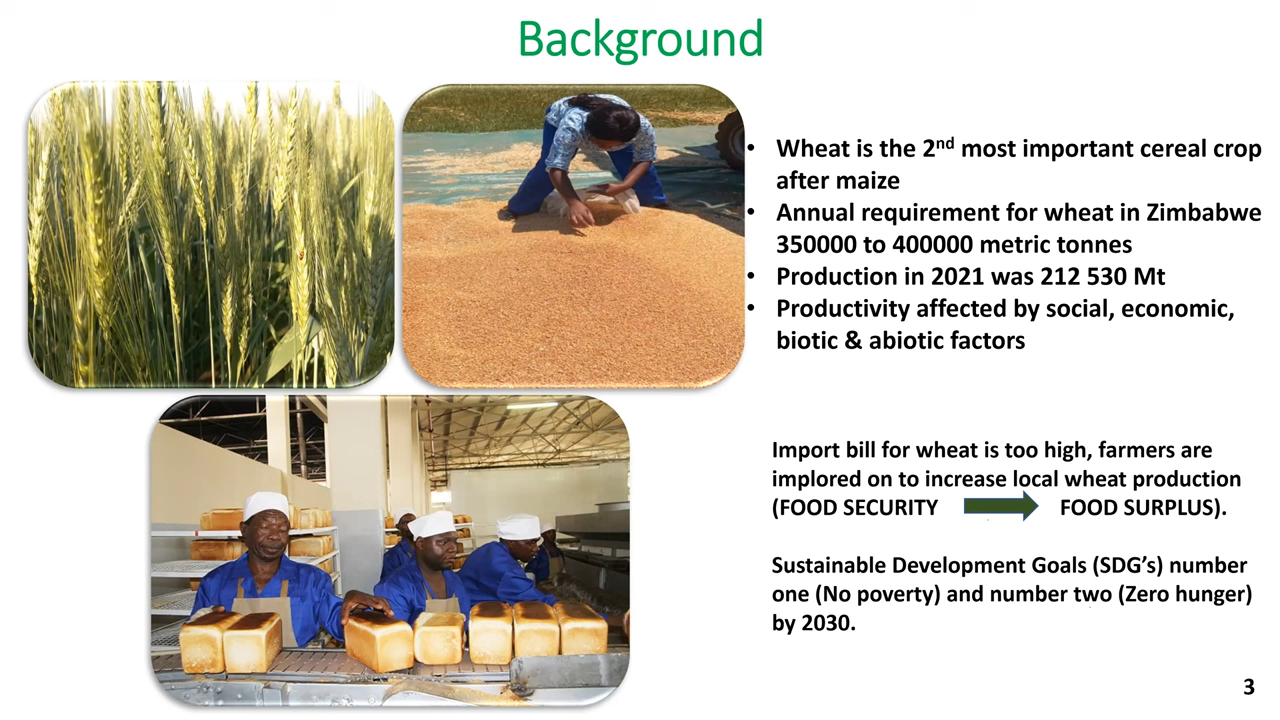 Background
• Wheat is the 2nd most important cereal crop
after maize
• Annual requirement for wheat in Zimbabwe
350000 to 400000 metric tonnes
• Production in 2021 was 212 530 Mt
• Productivity affected by social, economic,
biotic & abiotic factors
Import bill for wheat is too high, farmers are
implored on to increase local wheat production
(FOOD SECURITY FOOD SURPLUS).
Sustainable Development Goals (SDG’s) number
one (No poverty) and number two (Zero hunger)
by 2030.
3